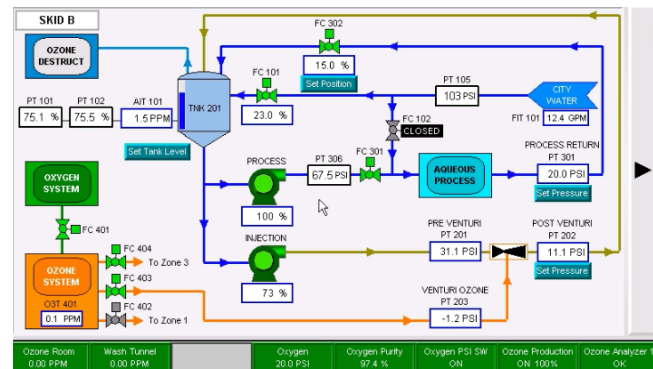 SKID B
FC 302
OZONE
DESTRUCT
15.0 %
Set Position
FC 101
PT 105
103 PSI
CITY
WATER
PT 101
PT 102
AIT 101
TNK 201
75.1 %
75.5 %
1.5 PPM
23.0 %
FC 102
CLOSED
FIT 101 12.4 GPM
Set Tank Level
PROCESS
PT 306
FC 301
PROCESS RETURN
PT 301
OXYGEN
SYSTEM
67.5 PSI
AQUEOUS
PROCESS
20.0 PSI
Set Pressure
100 %
FC 401
INJECTION
PRE VENTURI
PT 201
POST VENTURI
PT 202
FC 404
To Zone 3
31.1 PSI
11.1 PSI
OZONE
SYSTEM
FC 403
Set Pressure
73 %
VENTURI OZONE
PT 203
O3T 401
FC 402
0.1 PPM
To Zone 1
-1.2 PSI
Ozone Room
0.00 PPM
Wash Tunnel
0.00 PPM
Oxygen
20.0 PSI
Oxygen Purity
97.4 %
Oxygen PSI SW
ON
Ozone Production
ON 100%
Ozone Analyzer 1
OK